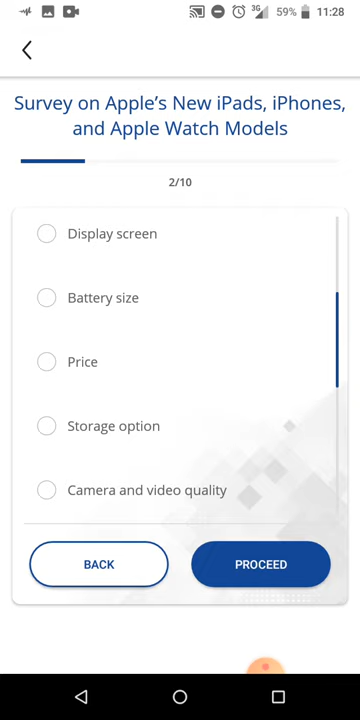 3G 59% 11:28
Survey on Apple's New iPads, iPhones,
and Apple Watch Models
2/10
Display screen
Battery size
Price
Storage option
Camera and video quality
BACK PROCEED